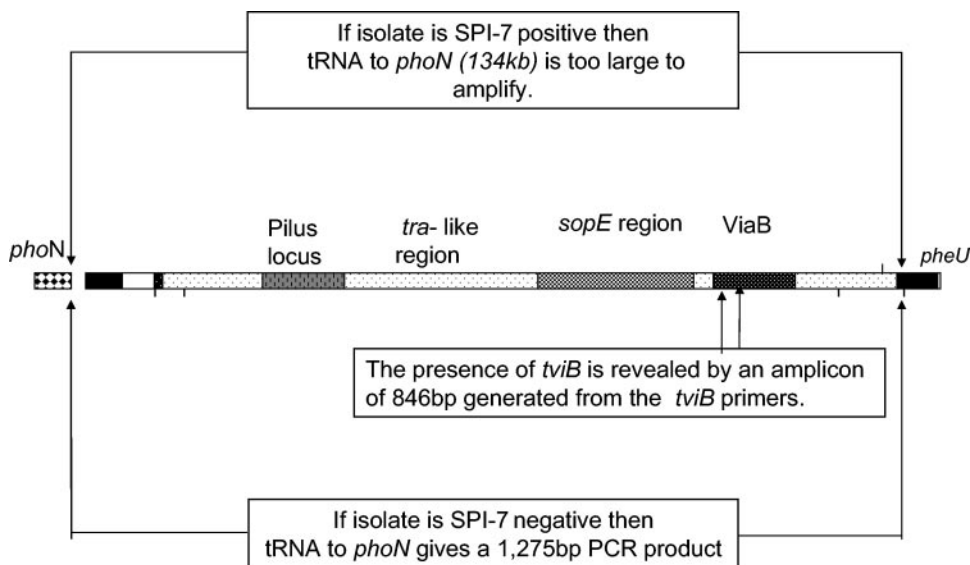 If isolate is SPI-7 positive then
tRNA to phoN (134kb) is too large to
amplify.
Pilus
locus
tra- like
region
sopE region
ViaB
phoN
pheU
The presence of tviB is revealed by an amplicon
of 846bp generated from the tviB primers.
If isolate is SPI-7 negative then
tRNA to phoN gives a 1,275bp PCR product